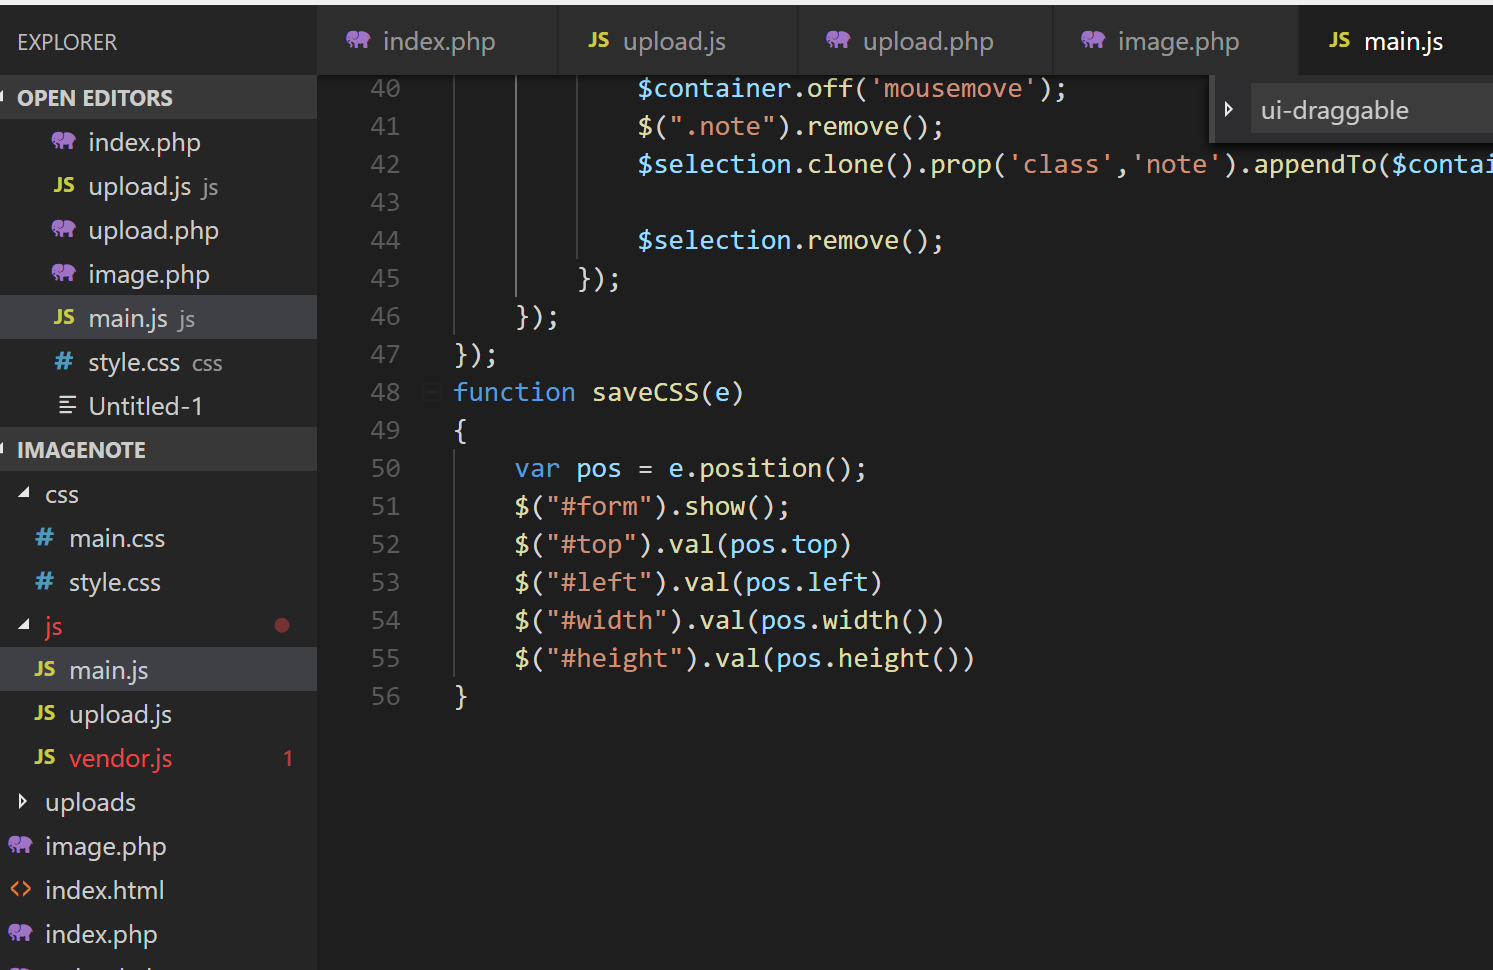 EXPLORER
OPEN EDITORS
index.php
JS upload.js js
upload.php
image.php
JS main.js js
# style.css css
Untitled-1
IMAGENOTE
css
# main.css
# style.css
js
JS main.js
JS upload.js
JS vendor.js 1
uploads
image.php
<> index.html
index.php
index.php JS upload.js upload.php image.php JS main.js
ui-draggable
40 $container.off('mousemove');
41 $(".note").remove();
42 $selection.clone().prop('class','note').appendTo($contai
43
44 $selection.remove();
45 });
46 });
47 });
48 function saveCSS(e)
49 {
50 var pos = e.position();
51 $("#form").show();
52 $("#top").val(pos.top)
53 $("#left").val(pos.left)
54 $("#width").val(pos.width())
55 $("#height").val(pos.height())
56 }